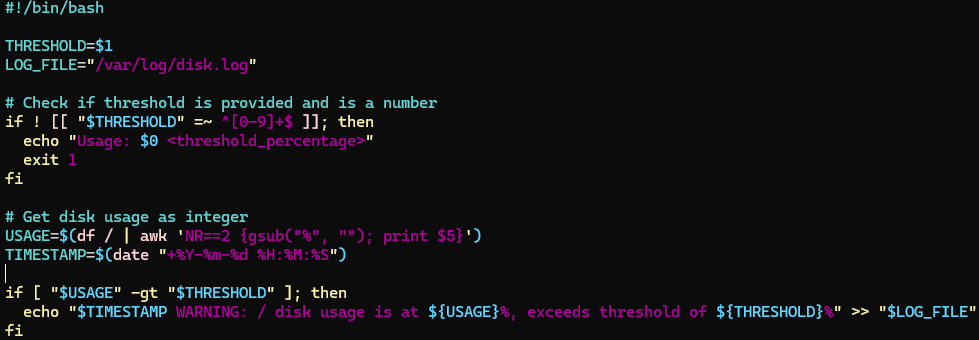 #!/bin/bash

THRESHOLD=$1
LOG_FILE="/var/log/disk.log"

# Check if threshold is provided and is a number
if ! [[ "$THRESHOLD" =~ ^[0-9]+$ ]]; then
  echo "Usage: $0 <threshold_percentage>"
  exit 1
fi

# Get disk usage as integer
USAGE=$(df / | awk 'NR==2 {gsub("%", ""); print $5}')
TIMESTAMP=$(date "+%Y-%m-%d %H:%M:%S")

if [ "$USAGE" -gt "$THRESHOLD" ]; then
  echo "$TIMESTAMP WARNING: / disk usage is at ${USAGE}%, exceeds threshold of ${THRESHOLD}%" >> "$LOG_FILE"
fi